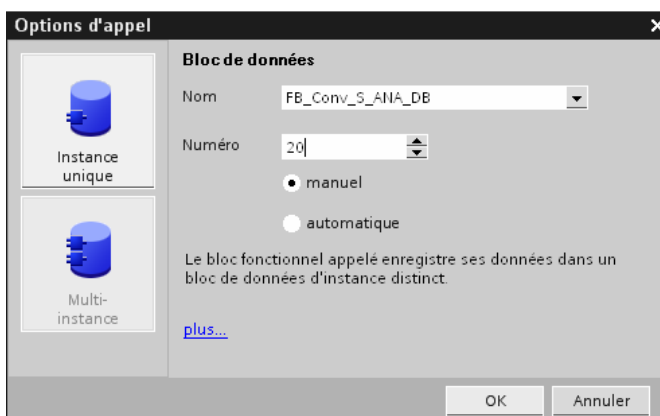 Options d'appel
Bloc de données
Nom FB_Conv_S_ANA_DB
Numéro 20
Instance
unique
manuel
automatique
Le bloc fonctionnel appelé enregistre ses données dans un
bloc de données d'instance distinct.
Multi-
instance
plus...
OK Annuler